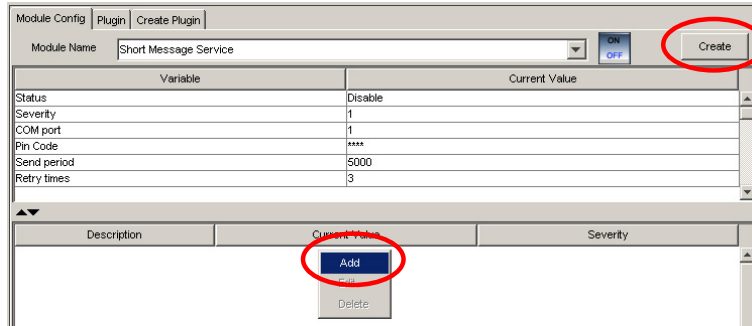 Module Config Plugin Create Plugin
Module Name Short Message Service ON OFF Create
Variable Current Value
Status Disable
Severity 1
COM port 1
Pin Code ****
Send period 5000
Retry times 3
Description Current Value Severity
Add
Edit
Delete